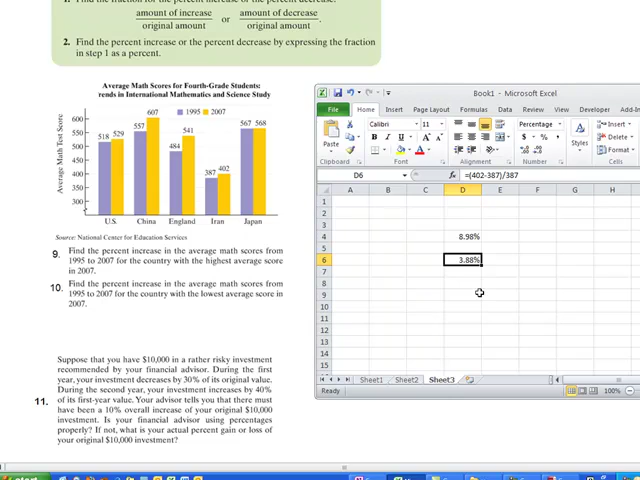 1. Find the fraction for the percent increase or the percent decrease:
amount of increase or amount of decrease
original amount original amount .
2. Find the percent increase or the percent decrease by expressing the fraction
in step 1 as a percent.
Average Math Scores for Fourth-Grade Students:
rends in International Mathematics and Science Study
1995 2007
Average Math Test Score
600
550
500
450
400
350
300
518 529
557
607
484
541
387 402
567 568
U.S. China England Iran Japan
Source: National Center for Education Services
9. Find the percent increase in the average math scores from
1995 to 2007 for the country with the highest average score
in 2007.
10. Find the percent increase in the average math scores from
1995 to 2007 for the country with the lowest average score in
2007.
Suppose that you have $10,000 in a rather risky investment
recommended by your financial advisor. During the first
year, your investment decreases by 30% of its original value.
During the second year, your investment increases by 40%
11. of its first-year value. Your advisor tells you that there must
have been a 10% overall increase of your original $10,000
investment. Is your financial advisor using percentages
properly? If not, what is your actual percent gain or loss of
your original $10,000 investment?
Book1 - Microsoft Excel
File Home Insert Page Layout Formulas Data Review View Developer Add-In
Paste
Calibri 11
B I U
A A
Percentage
$ % ,
Styles
Insert
Delete
Format
Clipboard Font Alignment Number Cells
D6 fx =(402-387)/387
A B C D E F G H
1
2
3
4 8.98%
5
6 3.88%
7
8
9
10
11
12
13
14
15
Sheet1 Sheet2 Sheet3
Ready 100%
start